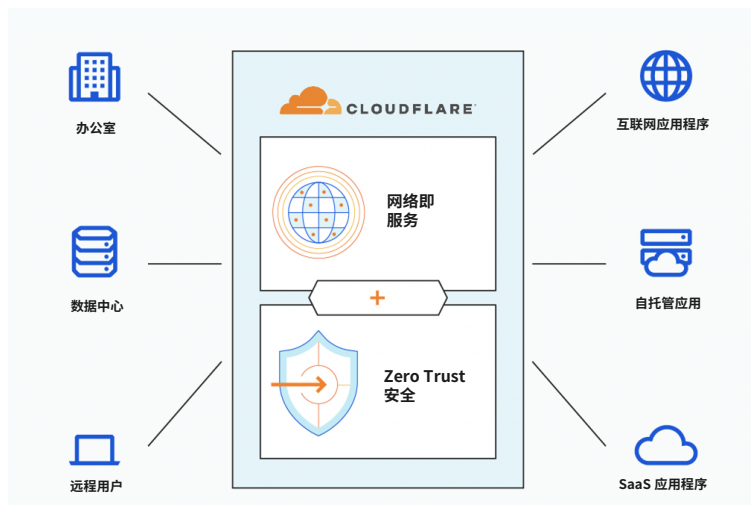 办公室
数据中心
远程用户
CLOUDFLARE
网络即
服务
+
Zero Trust
安全
互联网应用程序
自托管应用
SaaS 应用程序